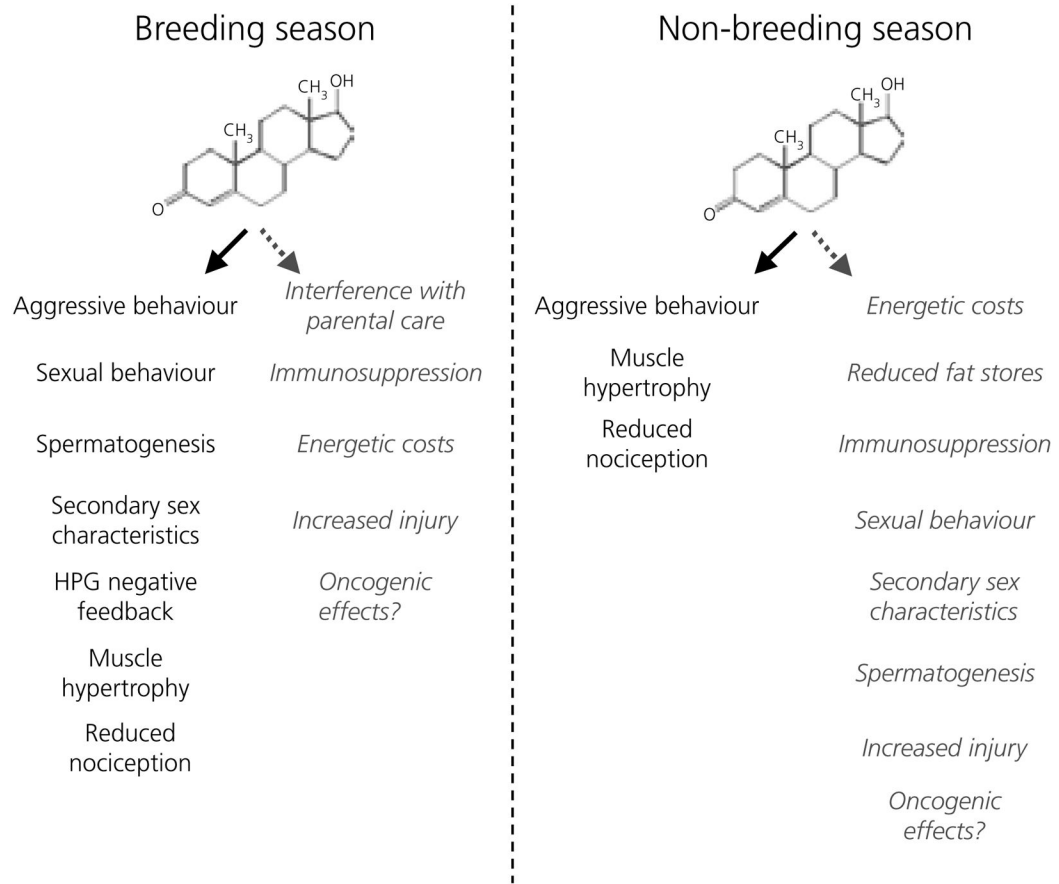 Breeding season
CH₃
OH
CH₃
O
Aggressive behaviour
Sexual behaviour
Spermatogenesis
Secondary sex
characteristics
HPG negative
feedback
Muscle
hypertrophy
Reduced
nociception
Interference with
parental care
Immunosuppression
Energetic costs
Increased injury
Oncogenic
effects?
Non-breeding season
CH₃
OH
CH₃
O
Aggressive behaviour
Muscle
hypertrophy
Reduced
nociception
Energetic costs
Reduced fat stores
Immunosuppression
Sexual behaviour
Secondary sex
characteristics
Spermatogenesis
Increased injury
Oncogenic
effects?